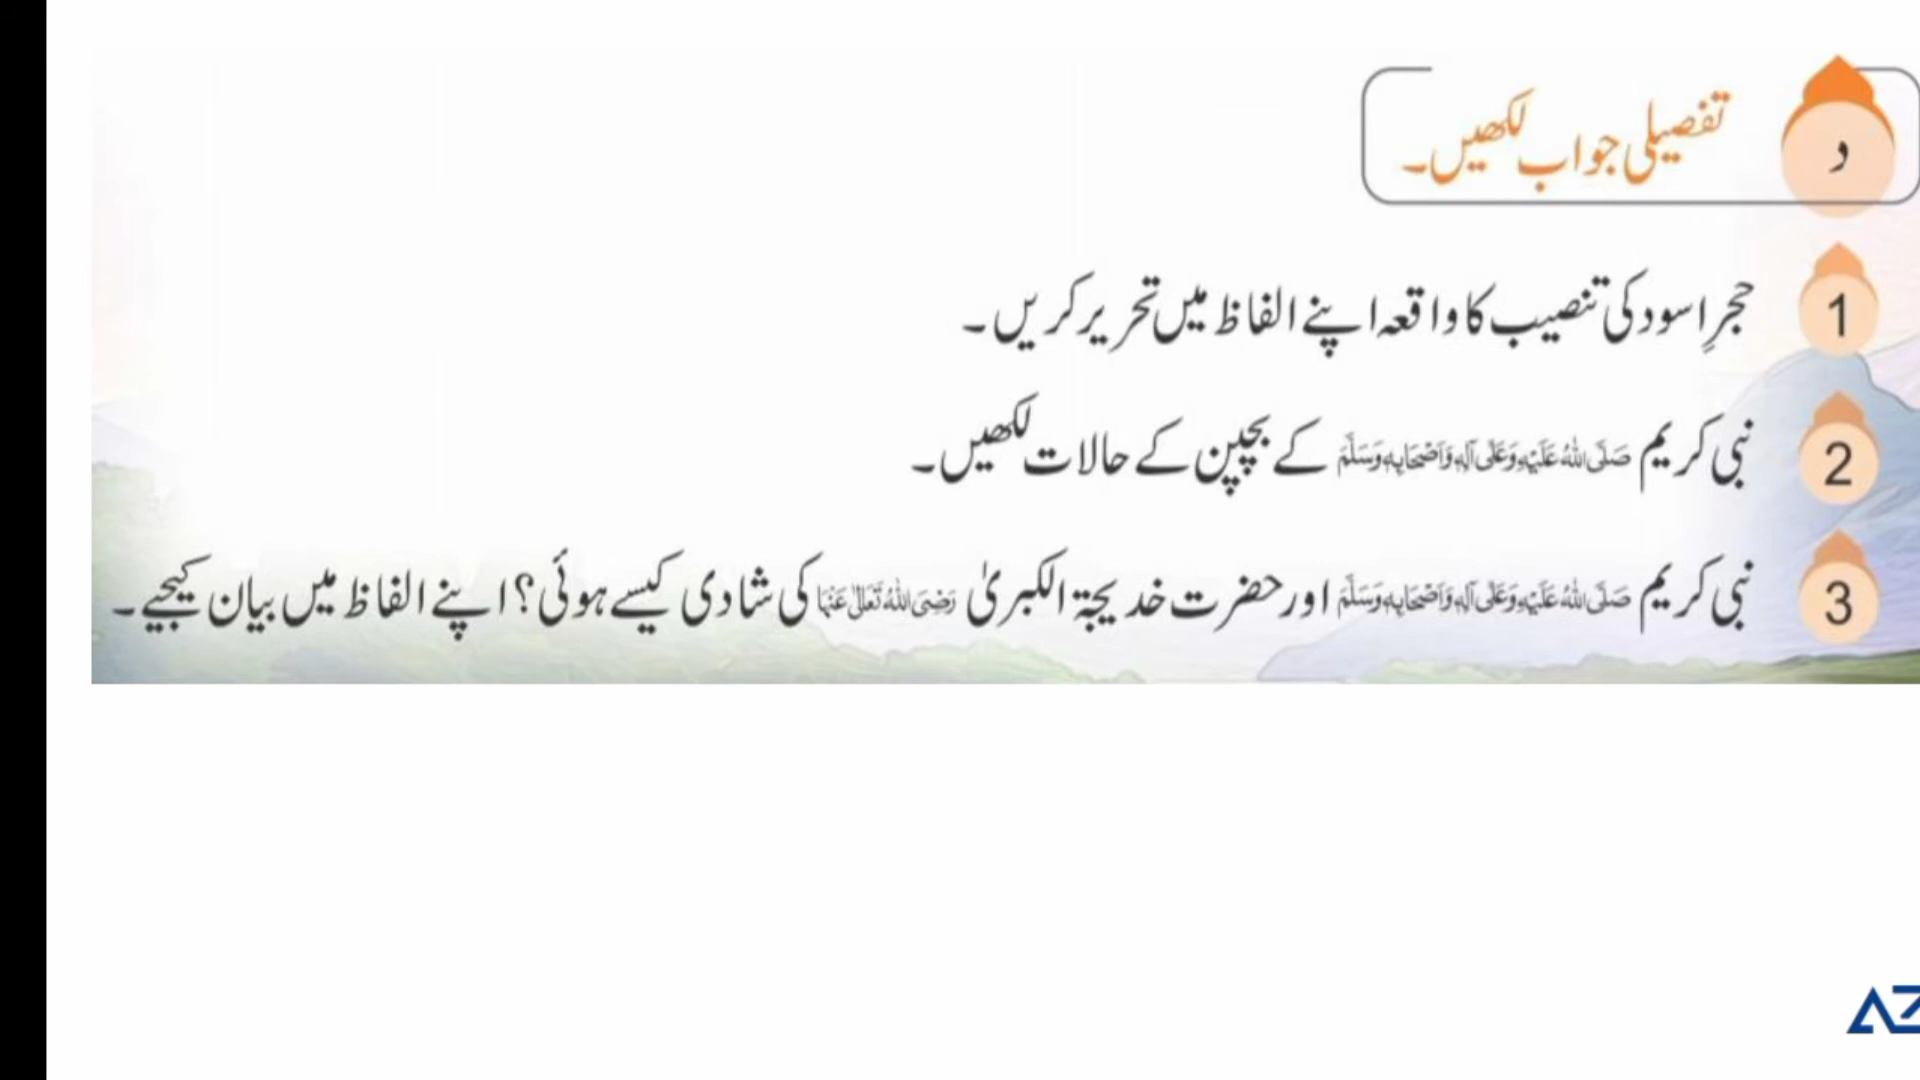 د
تفصیلی جواب لکھیں۔
1 حجرِ اسود کی تنصیب کا واقعہ اپنے الفاظ میں تحریر کریں۔
2 نبی کریم صَلَّی اللّٰہُ عَلَیْہِ وَعَلٰی آلِہٖ وَاَصْحَابِہٖ وَسَلَّمَ کے بچپن کے حالات لکھیں۔
3 نبی کریم صَلَّی اللّٰہُ عَلَیْہِ وَعَلٰی آلِہٖ وَاَصْحَابِہٖ وَسَلَّمَ اور حضرت خدیجۃ الکبریٰ رَضِیَ اللّٰہُ تَعَالٰی عَنْہَا کی شادی کیسے ہوئی؟ اپنے الفاظ میں بیان کیجیے۔
AZ